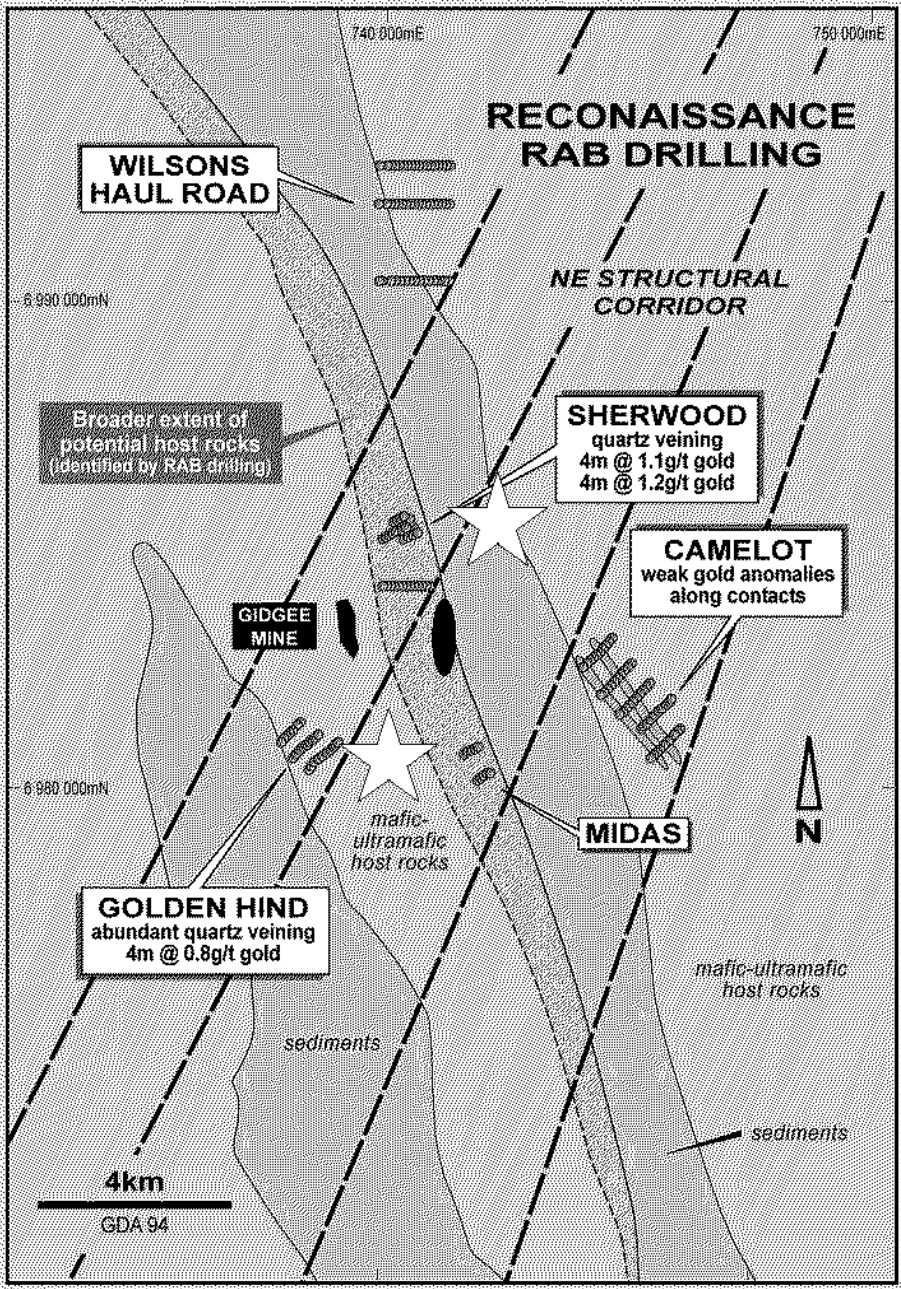 740 000mE
750 000mE
RECONAISSANCE
RAB DRILLING
WILSONS
HAUL ROAD
NE STRUCTURAL
CORRIDOR
6 990 000mN
Broader extent of
potential host rocks
(identified by RAB drilling)
SHERWOOD
quartz veining
4m @ 1.1g/t gold
4m @ 1.2g/t gold
CAMELOT
weak gold anomalies
along contacts
GIDGEE
MINE
6 980 000mN
mafic-
ultramafic
host rocks
MIDAS
N
GOLDEN HIND
abundant quartz veining
4m @ 0.8g/t gold
mafic-ultramafic
host rocks
sediments
sediments
4km
GDA 94